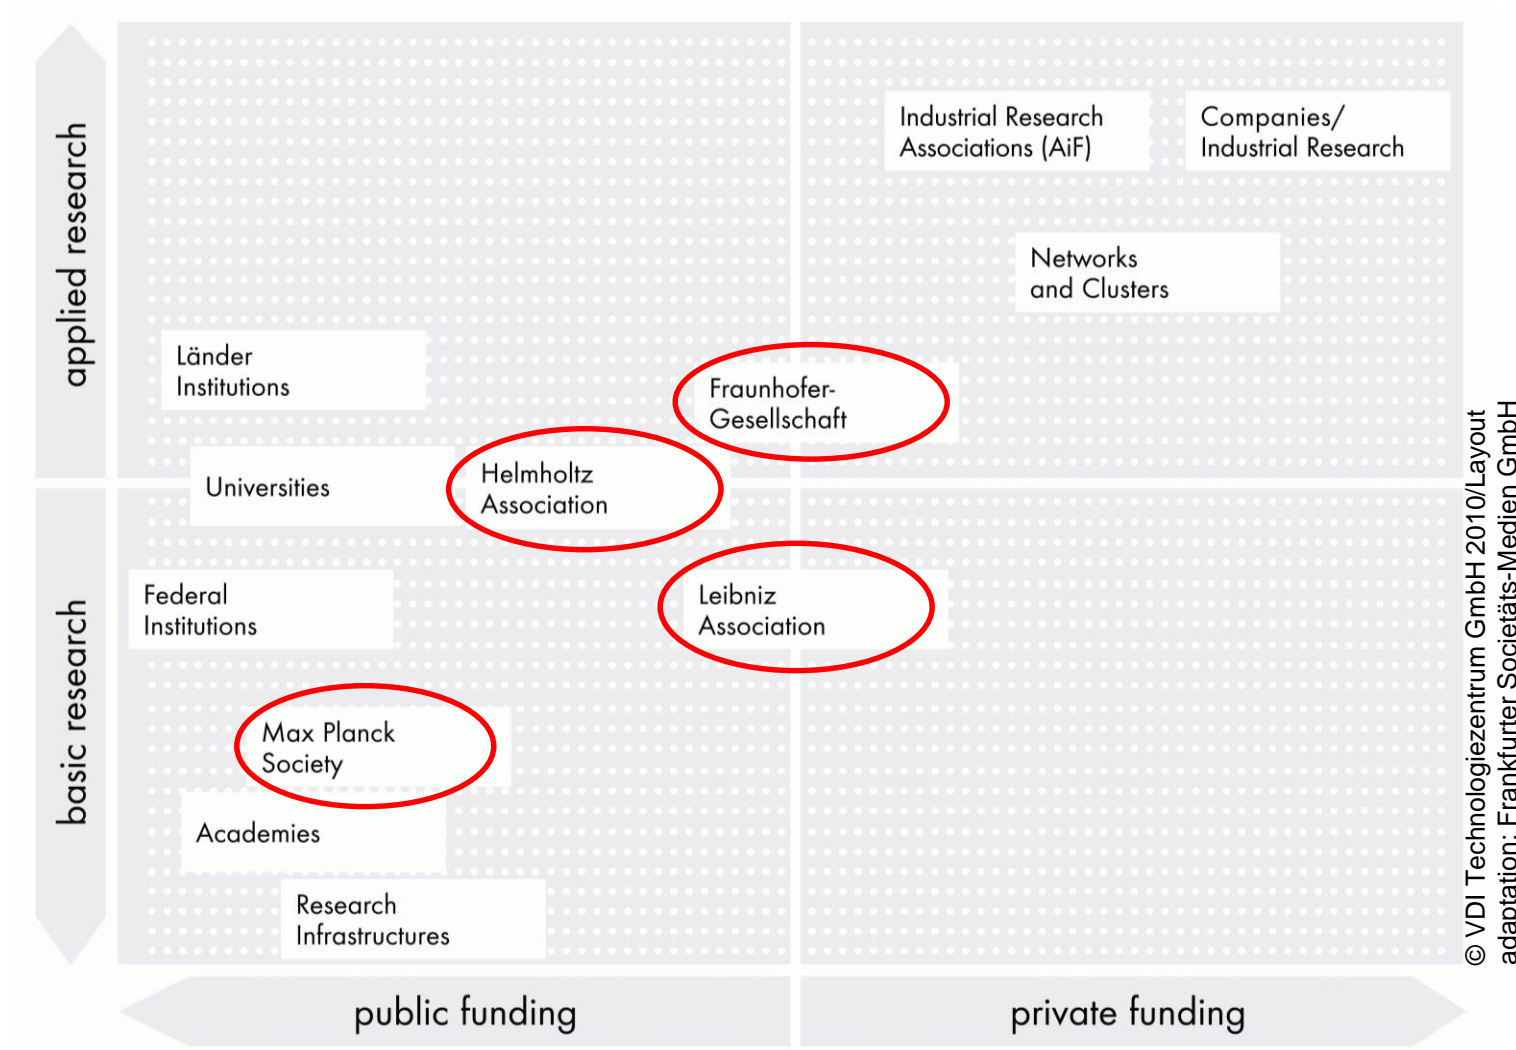 applied research
basic research
Industrial Research
Associations (AiF)
Companies/
Industrial Research
Networks
and Clusters
Länder
Institutions
Fraunhofer-
Gesellschaft
Universities
Helmholtz
Association
Federal
Institutions
Leibniz
Association
Max Planck
Society
Academies
Research
Infrastructures
public funding
private funding
© VDI Technologiezentrum GmbH 2010/Layout
adaptation: Frankfurter Societäts-Medien GmbH